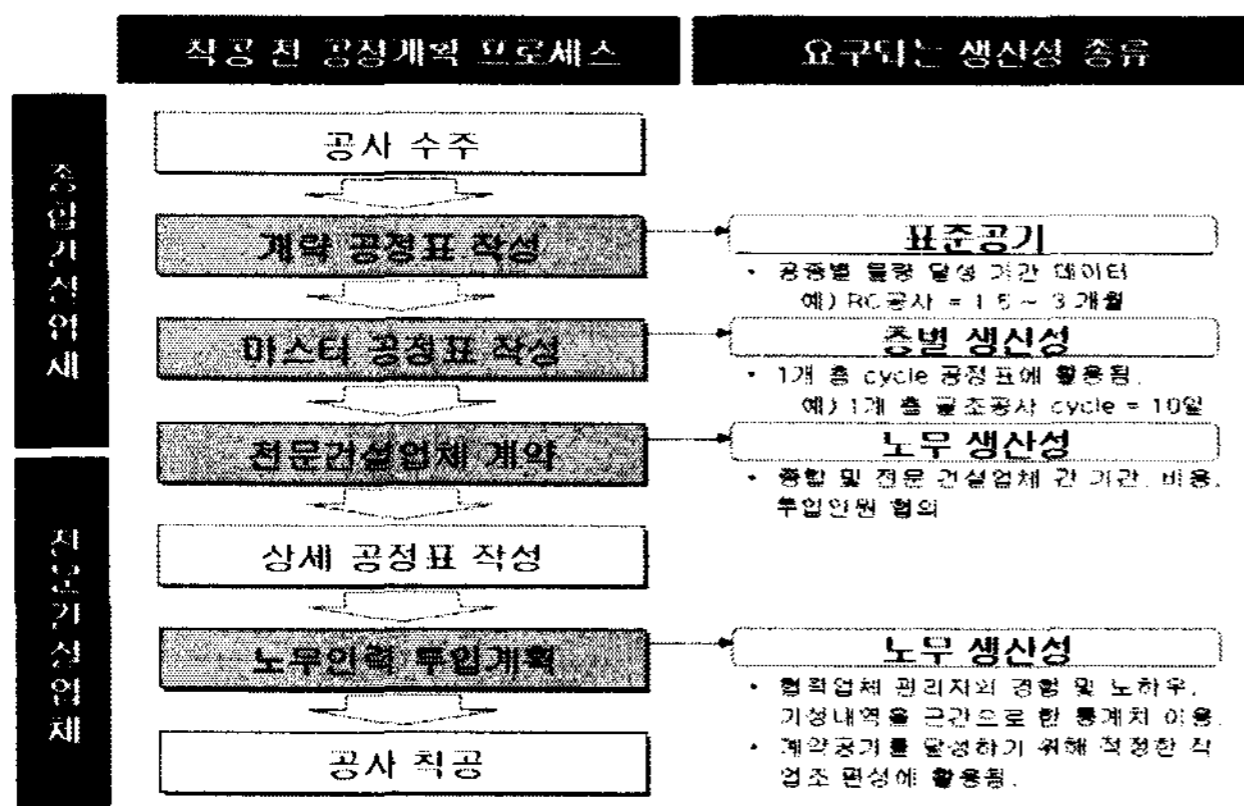 착공 전 공정계획 프로세스
요구되는 생산성 종류
종합건설업체
공사 수주
계략 공정표 작성
표준공기
• 공종별 물량 달성 기간 데이터
예) RC공사 = 1.5 ~ 3개월
마스터 공정표 작성
층별 생산성
• 1개 층 cycle 공정표에 활용됨.
예) 1개 층 골조공사 cycle = 10일
전문건설업체 계약
노무 생산성
• 종합 및 전문 건설업체 간 기간, 비용,
투입인원 협의
전문건설업체
상세 공정표 작성
노무인력 투입계획
노무 생산성
• 협력업체 관리자의 경험 및 노하우,
기성내역을 근간으로 한 통계치 이용.
• 계약공기를 달성하기 위해 적정한 작
업조 편성에 활용됨.
공사 착공